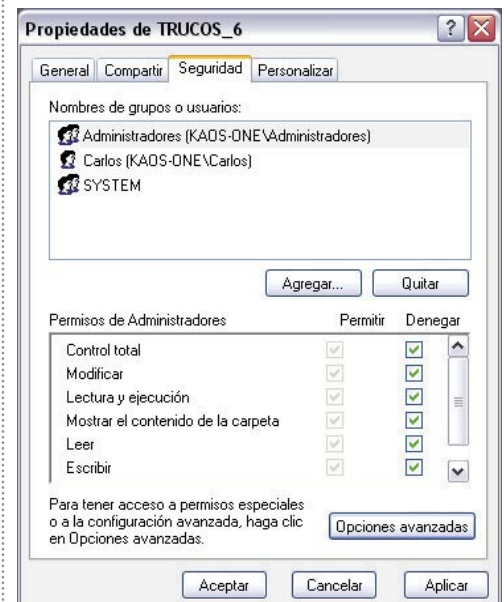 Propiedades de TRUCOS_6
General Compartir Seguridad Personalizar
Nombres de grupos o usuarios:
Administradores (KAOS-ONE\Administradores)
Carlos (KAOS-ONE\Carlos)
SYSTEM
Agregar... Quitar
Permisos de Administradores Permitir Denegar
Control total
Modificar
Lectura y ejecución
Mostrar el contenido de la carpeta
Leer
Escribir
Para tener acceso a permisos especiales
o a la configuración avanzada, haga clic
en Opciones avanzadas.
Opciones avanzadas
Aceptar Cancelar Aplicar